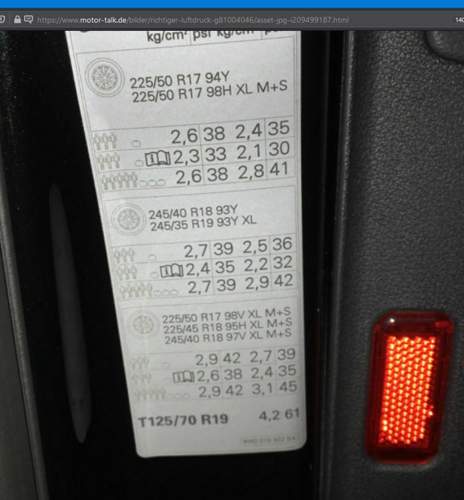 https://www.motor-talk.de/bilder/richtiger-luftdruck-g81004046/asset-jpg-i209499187.html 140
kg/cm² psi kg/cm²
225/50 R17 94Y
225/50 R17 98H XL M+S
2,6 38 2,4 35
2,3 33 2,1 30
2,6 38 2,8 41
245/40 R18 93Y
245/35 R19 93Y XL
2,7 39 2,5 36
2,4 35 2,2 32
2,7 39 2,9 42
225/50 R17 98V XL M+S
225/45 R18 95H XL M+S
245/40 R18 97V XL M+S
2,9 42 2,7 39
2,6 38 2,4 35
2,9 42 3,1 45
T125/70 R19 4,2 61